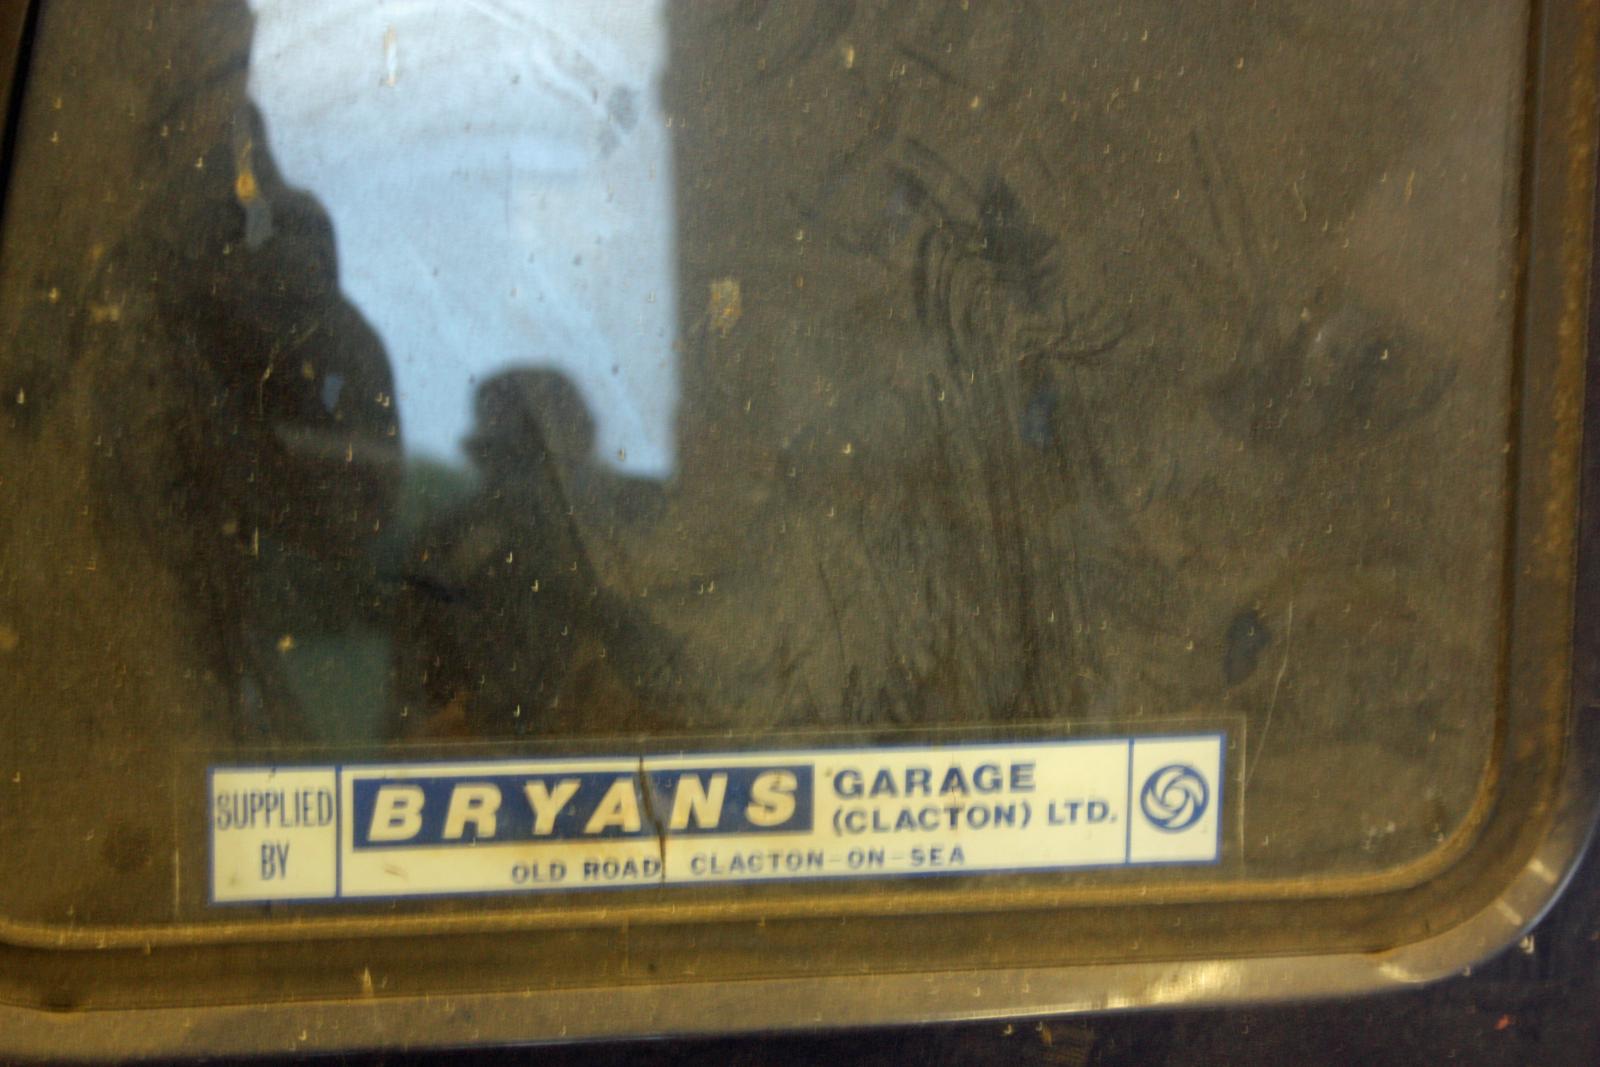 SUPPLIED
BY
BRYANS
GARAGE
(CLACTON) LTD.
OLD ROAD, CLACTON-ON-SEA